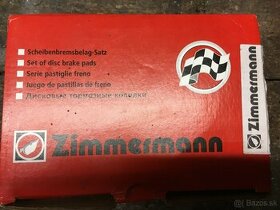 Scheibenbremsbelag-Satz
Set of disc brake pads
Serie pastiglie freno
Juego de pastillas de freno
Дисковые тормозные колодки
Zimmermann
Zimmermann
Bazos.sk